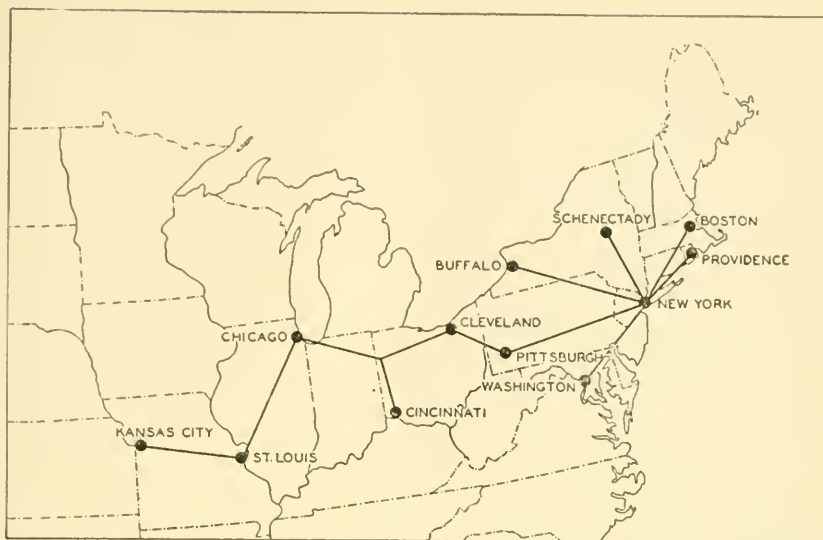 SCHENECTADY
BOSTON
PROVIDENCE
BUFFALO
NEW YORK
CLEVELAND
CHICAGO
PITTSBURGH
WASHINGTON
CINCINNATI
KANSAS CITY
ST. LOUIS